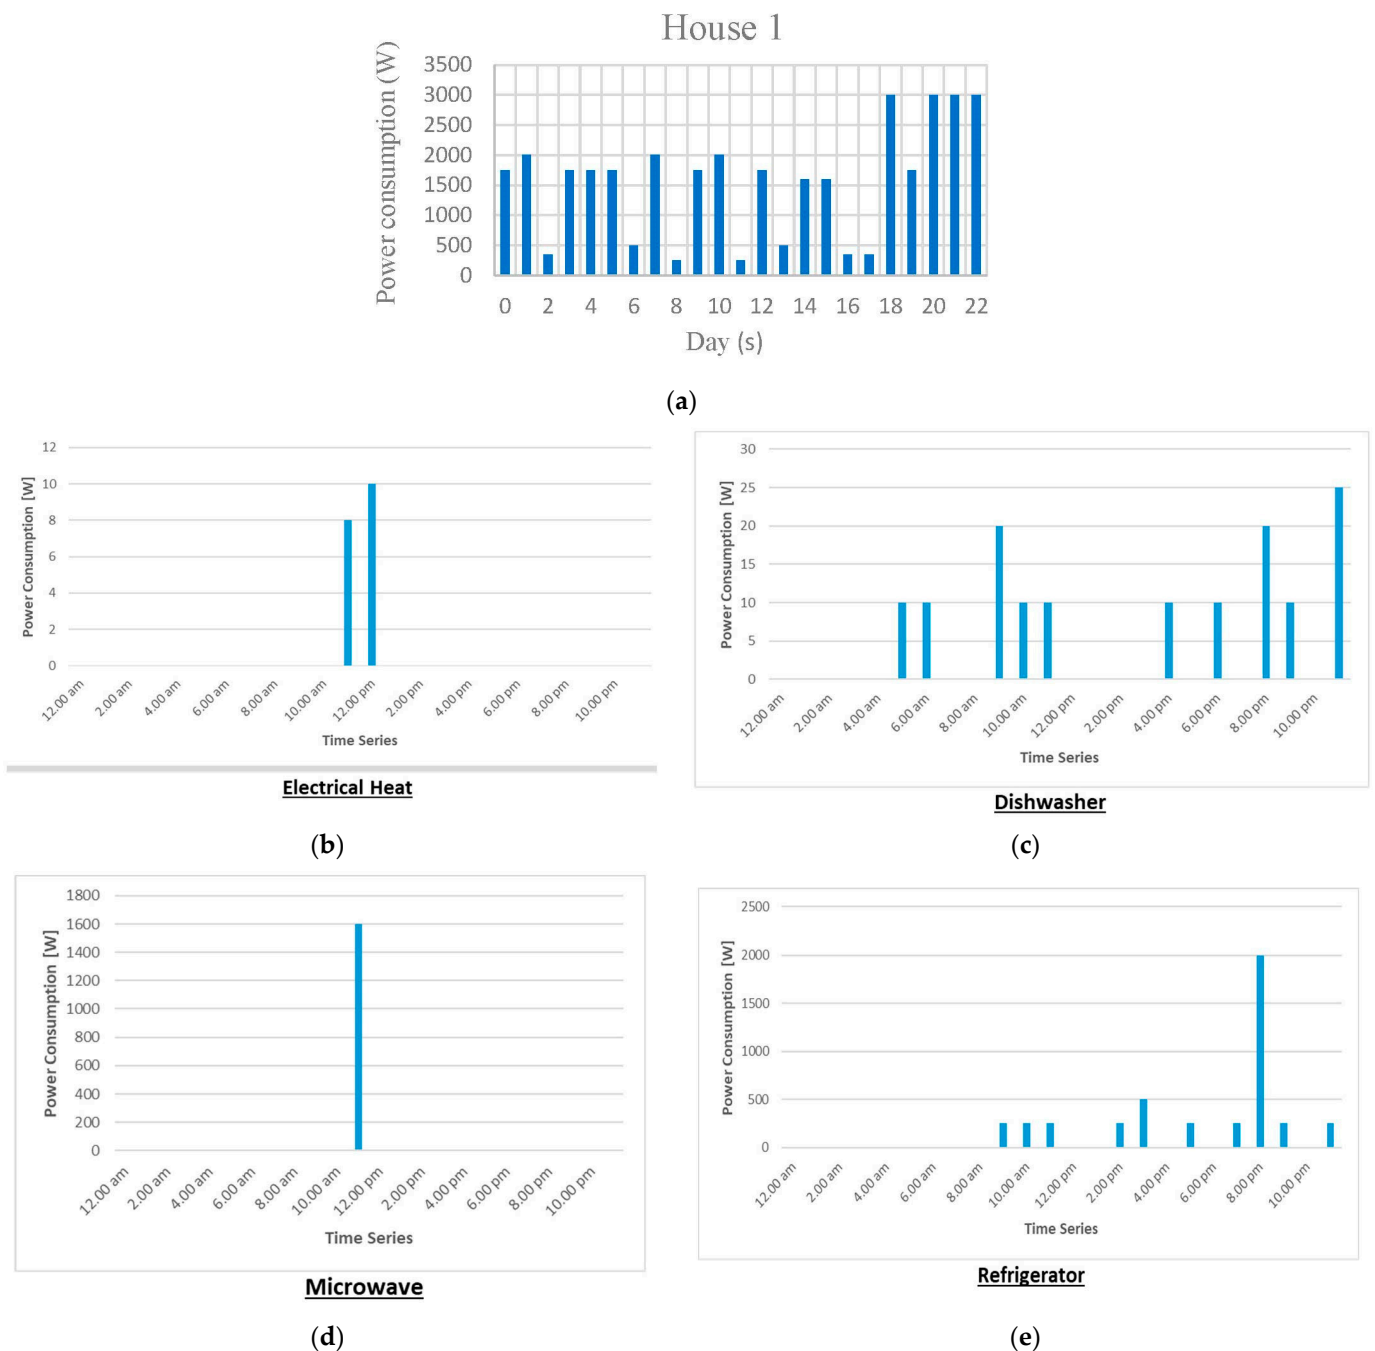 House 1
Power consumption (W)
3500
3000
2500
2000
1500
1000
500
0
0 2 4 6 8 10 12 14 16 18 20 22
Day (s)
(a)
Power Consumption [W]
12
10
8
6
4
2
0
12.00 am 2.00 am 4.00 am 6.00 am 8.00 am 10.00 am 12.00 pm 2.00 pm 4.00 pm 6.00 pm 8.00 pm 10.00 pm
Time Series
Electrical Heat
(b)
Power Consumption [W]
30
25
20
15
10
5
0
12.00 am 2.00 am 4.00 am 6.00 am 8.00 am 10.00 am 12.00 pm 2.00 pm 4.00 pm 6.00 pm 8.00 pm 10.00 pm
Time Series
Dishwasher
(c)
Power Consumption [W]
1800
1600
1400
1200
1000
800
600
400
200
0
12.00 am 2.00 am 4.00 am 6.00 am 8.00 am 10.00 am 12.00 pm 2.00 pm 4.00 pm 6.00 pm 8.00 pm 10.00 pm
Time Series
Microwave
(d)
Power Consumption [W]
2500
2000
1500
1000
500
0
12.00 am 2.00 am 4.00 am 6.00 am 8.00 am 10.00 am 12.00 pm 2.00 pm 4.00 pm 6.00 pm 8.00 pm 10.00 pm
Time Series
Refrigerator
(e)